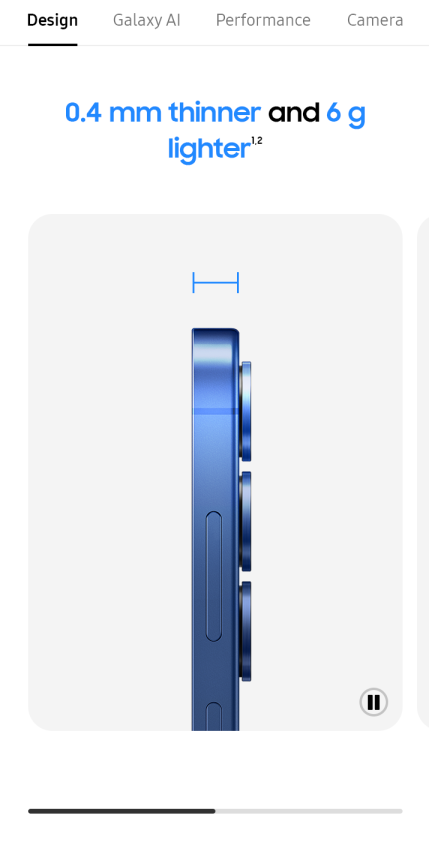 Design Galaxy AI Performance Camera
0.4 mm thinner and 6 g
lighter1,2